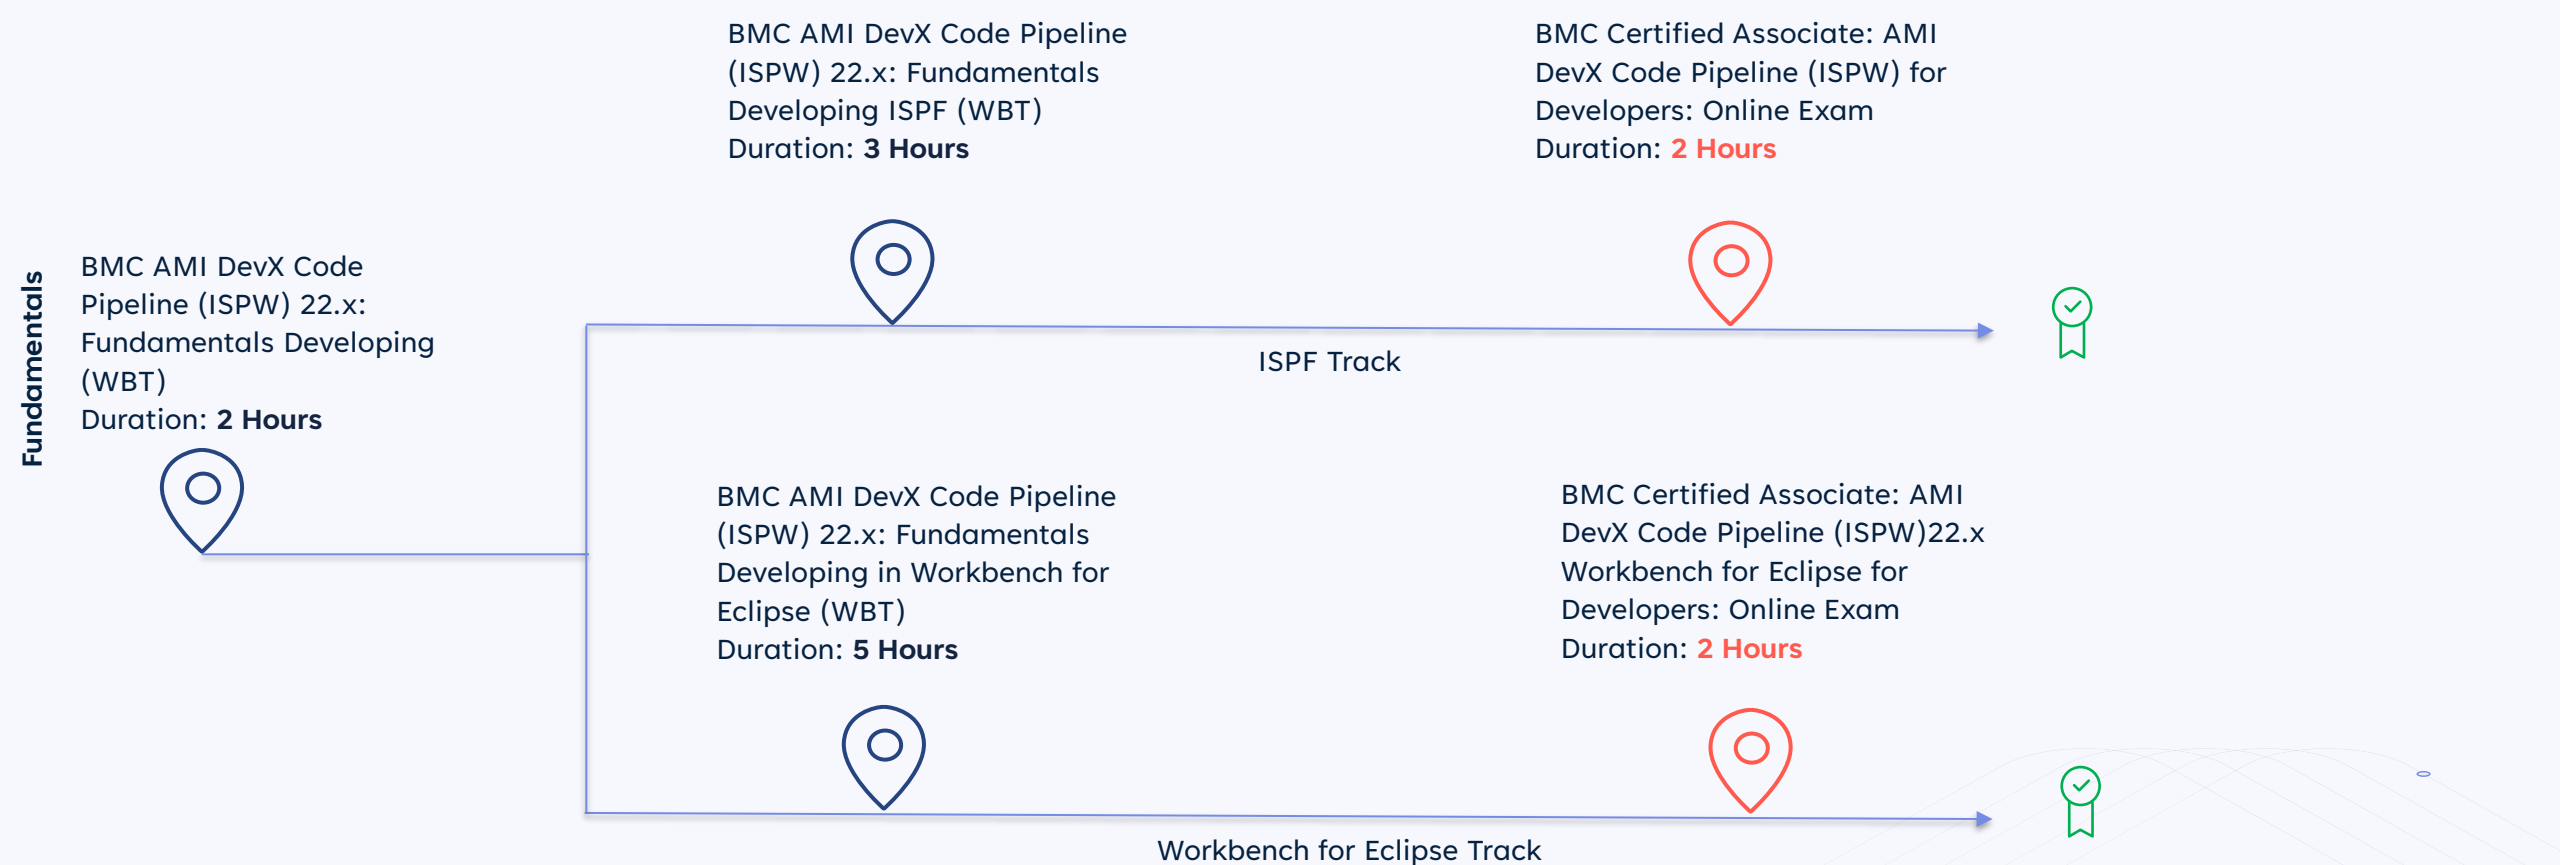 Fundamentals
BMC AMI DevX Code
Pipeline (ISPW) 22.x:
Fundamentals Developing
(WBT)
Duration: 2 Hours
BMC AMI DevX Code Pipeline
(ISPW) 22.x: Fundamentals
Developing ISPF (WBT)
Duration: 3 Hours
BMC Certified Associate: AMI
DevX Code Pipeline (ISPW) for
Developers: Online Exam
Duration: 2 Hours
ISPF Track
BMC AMI DevX Code Pipeline
(ISPW) 22.x: Fundamentals
Developing in Workbench for
Eclipse (WBT)
Duration: 5 Hours
BMC Certified Associate: AMI
DevX Code Pipeline (ISPW)22.x
Workbench for Eclipse for
Developers: Online Exam
Duration: 2 Hours
Workbench for Eclipse Track